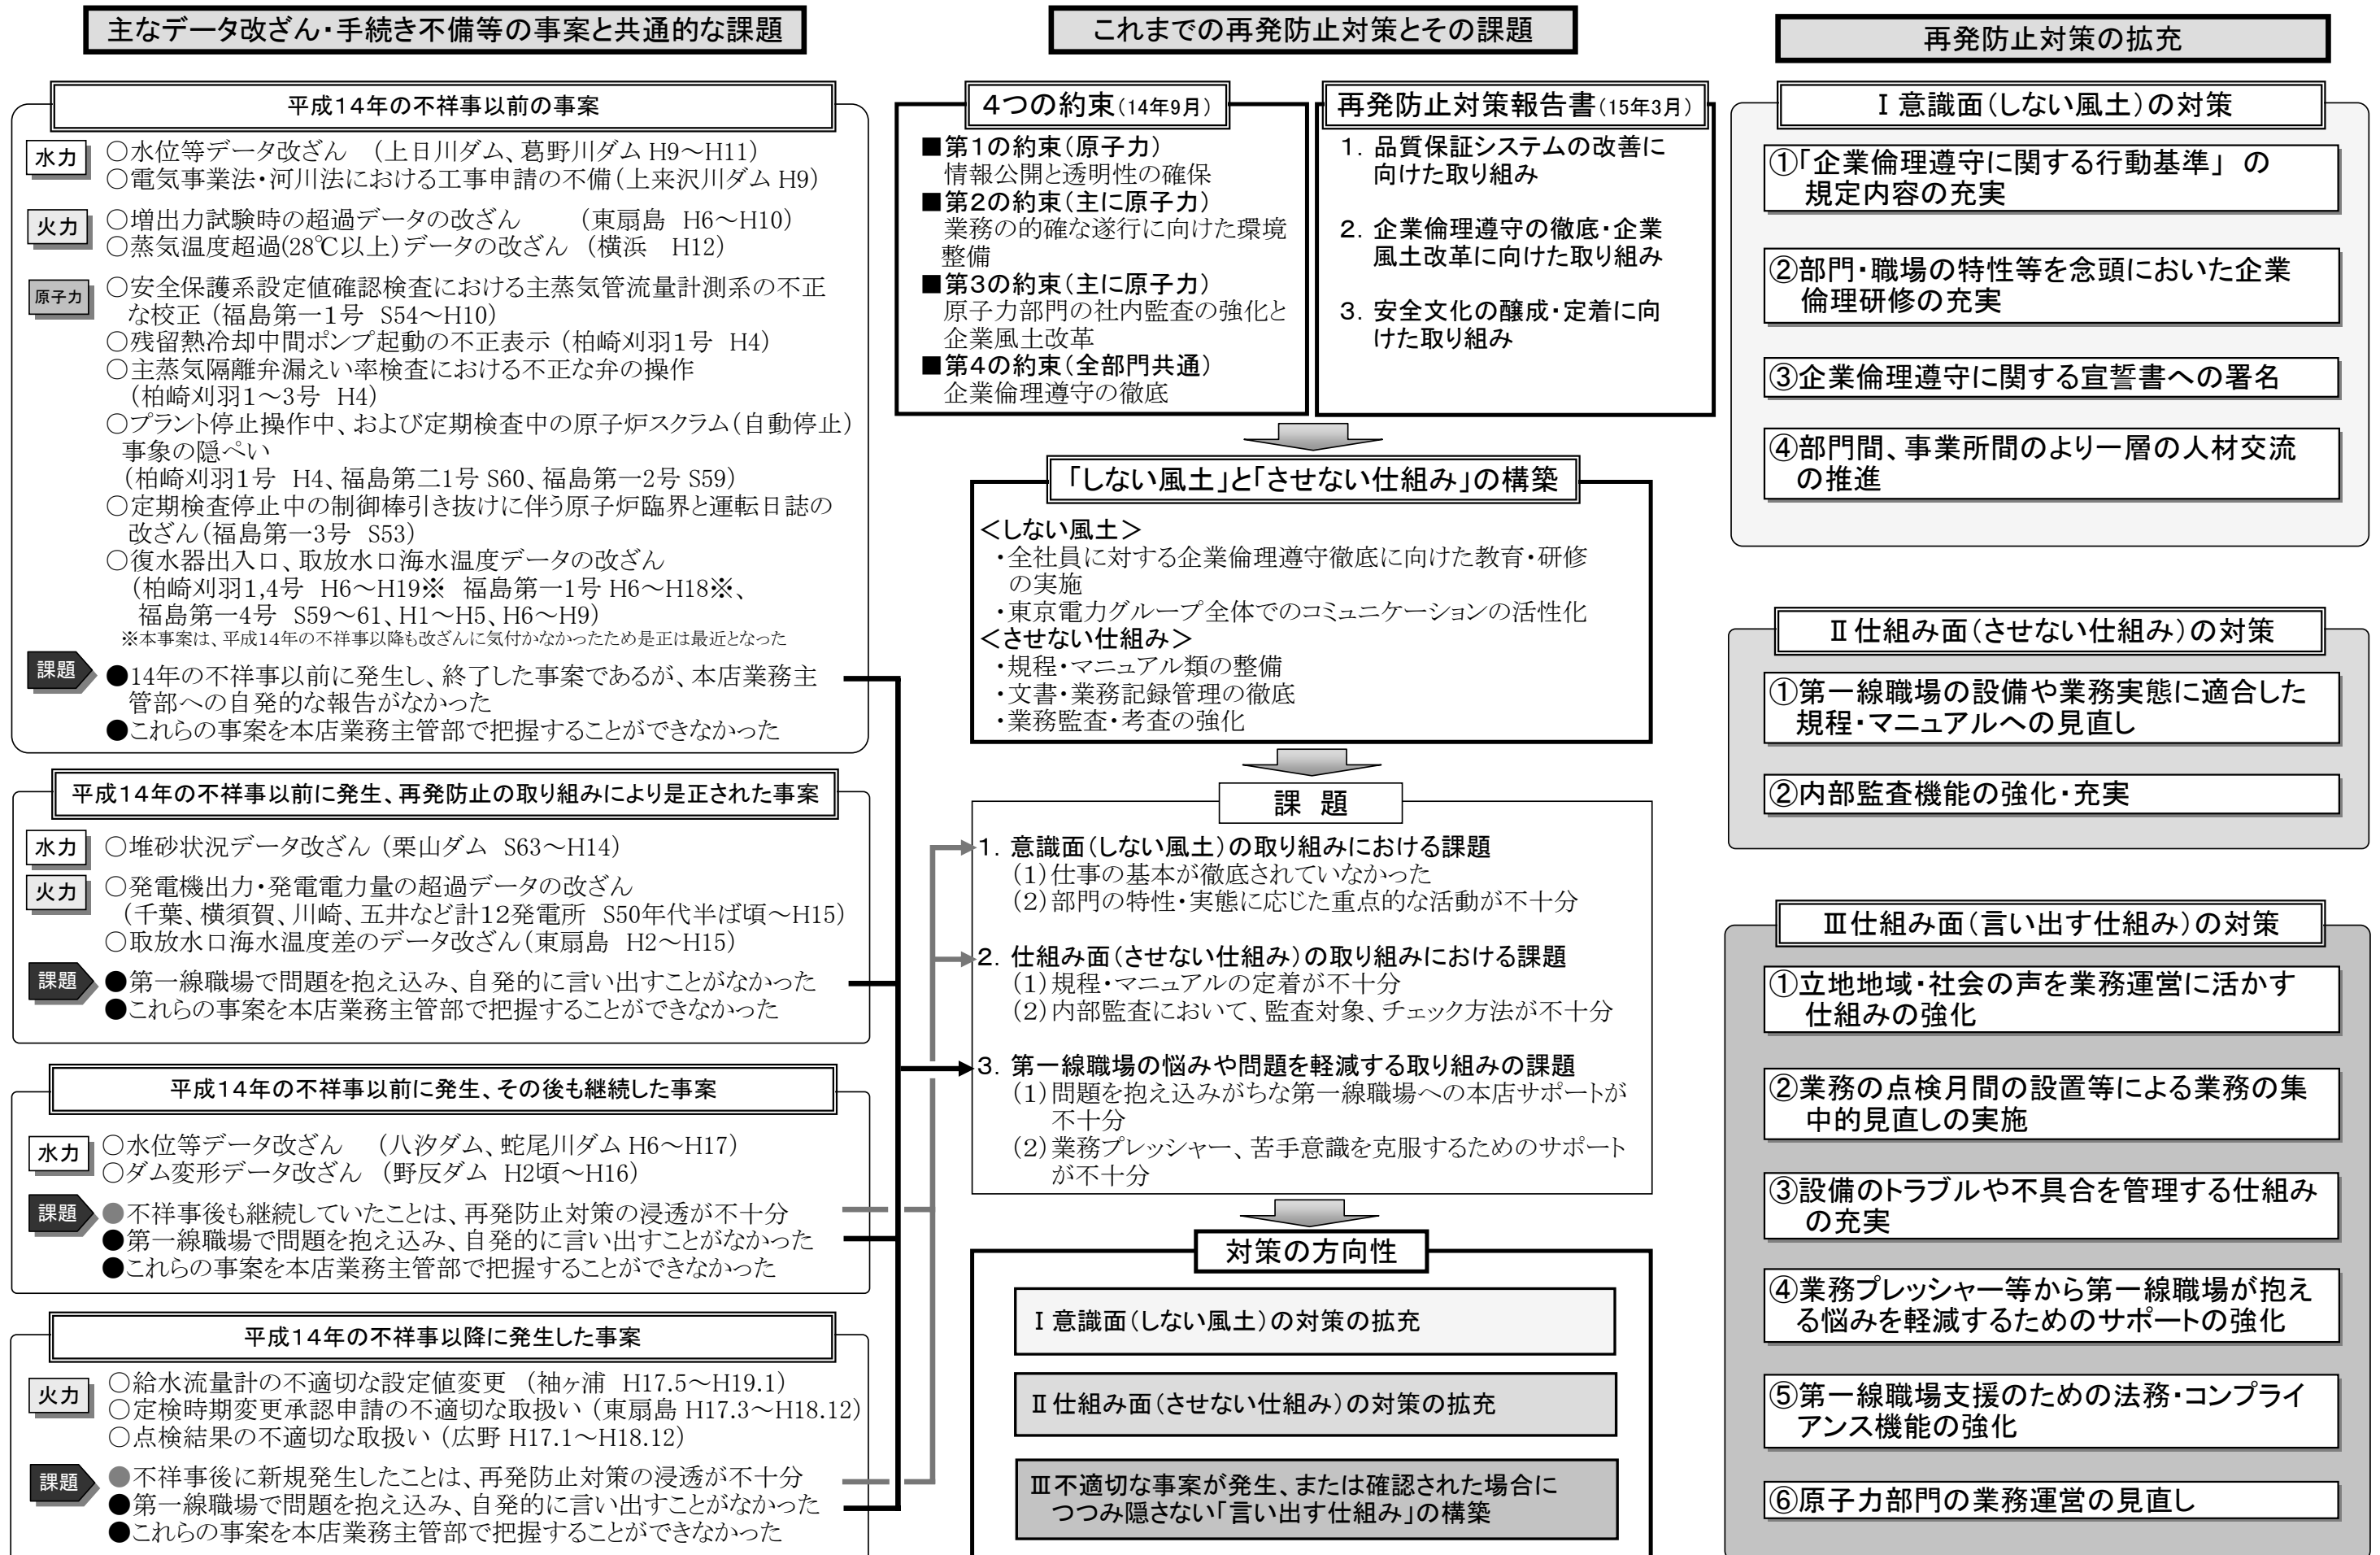 主なデータ改ざん・手続き不備等の事案と共通的な課題
平成14年の不祥事以前の事案
水力
○水位等データ改ざん　（上日川ダム、葛野川ダム H9～H11）
○電気事業法・河川法における工事申請の不備（上来沢川ダム H9）
火力
○増出力試験時の超過データの改ざん　　（東扇島　H6～H10）
○蒸気温度超過(28℃以上)データの改ざん　（横浜　H12）
原子力
○安全保護系設定値確認検査における主蒸気管流量計測系の不正
な校正（福島第一1号　S54～H10）
○残留熱冷却中間ポンプ起動の不正表示（柏崎刈羽1号　H4）
○主蒸気隔離弁漏えい率検査における不正な弁の操作
（柏崎刈羽1～3号　H4）
○プラント停止操作中、および定期検査中の原子炉スクラム（自動停止）
事象の隠ぺい
（柏崎刈羽1号　H4、福島第二1号 S60、福島第一2号 S59）
○定期検査停止中の制御棒引き抜けに伴う原子炉臨界と運転日誌の
改ざん（福島第一3号　S53）
○復水器出入口、取放水口海水温度データの改ざん
（柏崎刈羽1,4号　H6～H19※　福島第一1号 H6～H18※、
福島第一4号　S59～61、H1～H5、H6～H9）
※本事案は、平成14年の不祥事以降も改ざんに気付かなかったため是正は最近となった
課題
●14年の不祥事以前に発生し、終了した事案であるが、本店業務主
管部への自発的な報告がなかった
●これらの事案を本店業務主管部で把握することができなかった
平成14年の不祥事以前に発生、再発防止の取り組みにより是正された事案
水力
○堆砂状況データ改ざん（栗山ダム　S63～H14）
火力
○発電機出力・発電電力量の超過データの改ざん
（千葉、横須賀、川崎、五井など計12発電所　S50年代半ば頃～H15）
○取放水口海水温度差のデータ改ざん（東扇島　H2～H15）
課題
●第一線職場で問題を抱え込み、自発的に言い出すことがなかった
●これらの事案を本店業務主管部で把握することができなかった
平成14年の不祥事以前に発生、その後も継続した事案
水力
○水位等データ改ざん　（八汐ダム、蛇尾川ダム H6～H17）
○ダム変形データ改ざん　（野反ダム　H2頃～H16）
課題
●不祥事後も継続していたことは、再発防止対策の浸透が不十分
●第一線職場で問題を抱え込み、自発的に言い出すことがなかった
●これらの事案を本店業務主管部で把握することができなかった
平成14年の不祥事以降に発生した事案
火力
○給水流量計の不適切な設定値変更　（袖ヶ浦　H17.5～H19.1）
○定検時期変更承認申請の不適切な取扱い（東扇島 H17.3～H18.12）
○点検結果の不適切な取扱い（広野 H17.1～H18.12）
課題
●不祥事後に新規発生したことは、再発防止対策の浸透が不十分
●第一線職場で問題を抱え込み、自発的に言い出すことがなかった
●これらの事案を本店業務主管部で把握することができなかった
これまでの再発防止対策とその課題
4つの約束（14年9月）
■第1の約束（原子力）
情報公開と透明性の確保
■第2の約束（主に原子力）
業務の的確な遂行に向けた環境
整備
■第3の約束（主に原子力）
原子力部門の社内監査の強化と
企業風土改革
■第4の約束（全部門共通）
企業倫理遵守の徹底
再発防止対策報告書（15年3月）
1．品質保証システムの改善に
向けた取り組み
2．企業倫理遵守の徹底・企業
風土改革に向けた取り組み
3．安全文化の醸成・定着に向
けた取り組み
「しない風土」と「させない仕組み」の構築
＜しない風土＞
・全社員に対する企業倫理遵守徹底に向けた教育・研修
の実施
・東京電力グループ全体でのコミュニケーションの活性化
＜させない仕組み＞
・規程・マニュアル類の整備
・文書・業務記録管理の徹底
・業務監査・考査の強化
課 題
1．意識面（しない風土）の取り組みにおける課題
（1）仕事の基本が徹底されていなかった
（2）部門の特性・実態に応じた重点的な活動が不十分
2．仕組み面（させない仕組み）の取り組みにおける課題
（1）規程・マニュアルの定着が不十分
（2）内部監査において、監査対象、チェック方法が不十分
3．第一線職場の悩みや問題を軽減する取り組みの課題
（1）問題を抱え込みがちな第一線職場への本店サポートが
不十分
（2）業務プレッシャー、苦手意識を克服するためのサポート
が不十分
対策の方向性
Ⅰ意識面（しない風土）の対策の拡充
Ⅱ仕組み面（させない仕組み）の対策の拡充
Ⅲ不適切な事案が発生、または確認された場合に
つつみ隠さない「言い出す仕組み」の構築
再発防止対策の拡充
Ⅰ意識面（しない風土）の対策
①「企業倫理遵守に関する行動基準」 の
規定内容の充実
②部門・職場の特性等を念頭においた企業
倫理研修の充実
③企業倫理遵守に関する宣誓書への署名
④部門間、事業所間のより一層の人材交流
の推進
Ⅱ仕組み面（させない仕組み）の対策
①第一線職場の設備や業務実態に適合した
規程・マニュアルへの見直し
②内部監査機能の強化・充実
Ⅲ仕組み面（言い出す仕組み）の対策
①立地地域・社会の声を業務運営に活かす
仕組みの強化
②業務の点検月間の設置等による業務の集
中的見直しの実施
③設備のトラブルや不具合を管理する仕組み
の充実
④業務プレッシャー等から第一線職場が抱え
る悩みを軽減するためのサポートの強化
⑤第一線職場支援のための法務・コンプライ
アンス機能の強化
⑥原子力部門の業務運営の見直し